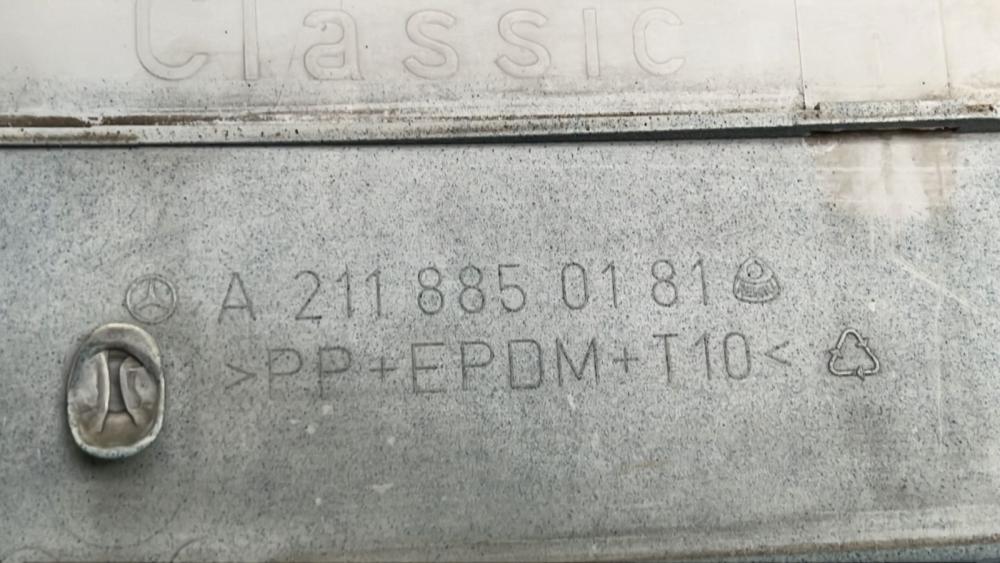 Classic
A 211 885 01 81
>PP+EPDM+T10<